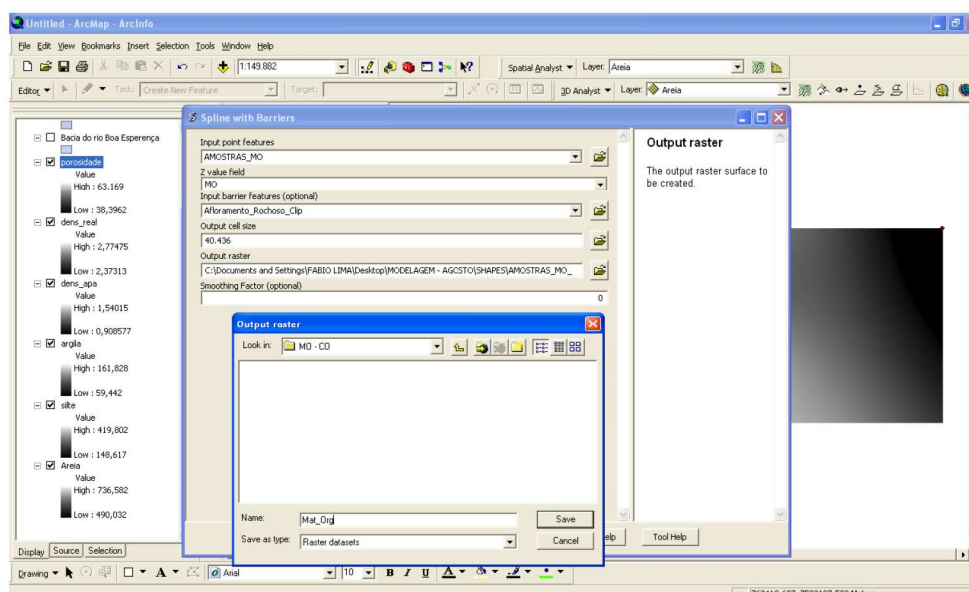 Untitled - ArcMap - ArcInfo
File Edit View Bookmarks Insert Selection Tools Window Help
1:149.882
Spatial Analyst Layer: Areia
Editor Task: Create New Feature Target:
3D Analyst Layer: Areia
Bacia do rio Boa Esperença
porosidade
Value
High : 63.169
Low : 38,3962
dens_real
Value
High : 2,77475
Low : 2,37313
dens_apa
Value
High : 1,54015
Low : 0,908577
argila
Value
High : 161,828
Low : 59,442
silte
Value
High : 419,802
Low : 148,617
Areia
Value
High : 736,582
Low : 490,032
Display Source Selection
Spline with Barriers
Input point features
AMOSTRAS_MO
Z value field
MO
Input barrier features (optional)
Afloramento_Rochoso_Clip
Output cell size
40.436
Output raster
C:\Documents and Settings\FABIO LIMA\Desktop\MODELAGEM - AGOSTO\SHAPES\AMOSTRAS_MO_
Smoothing Factor (optional)
0
Output raster
The output raster surface to
be created.
Output raster
Look in: MO - CO
Name: Mat_Org
Save
Save as type: Raster datasets
Cancel
elp
Tool Help
Drawing A Arial 10 B I U A